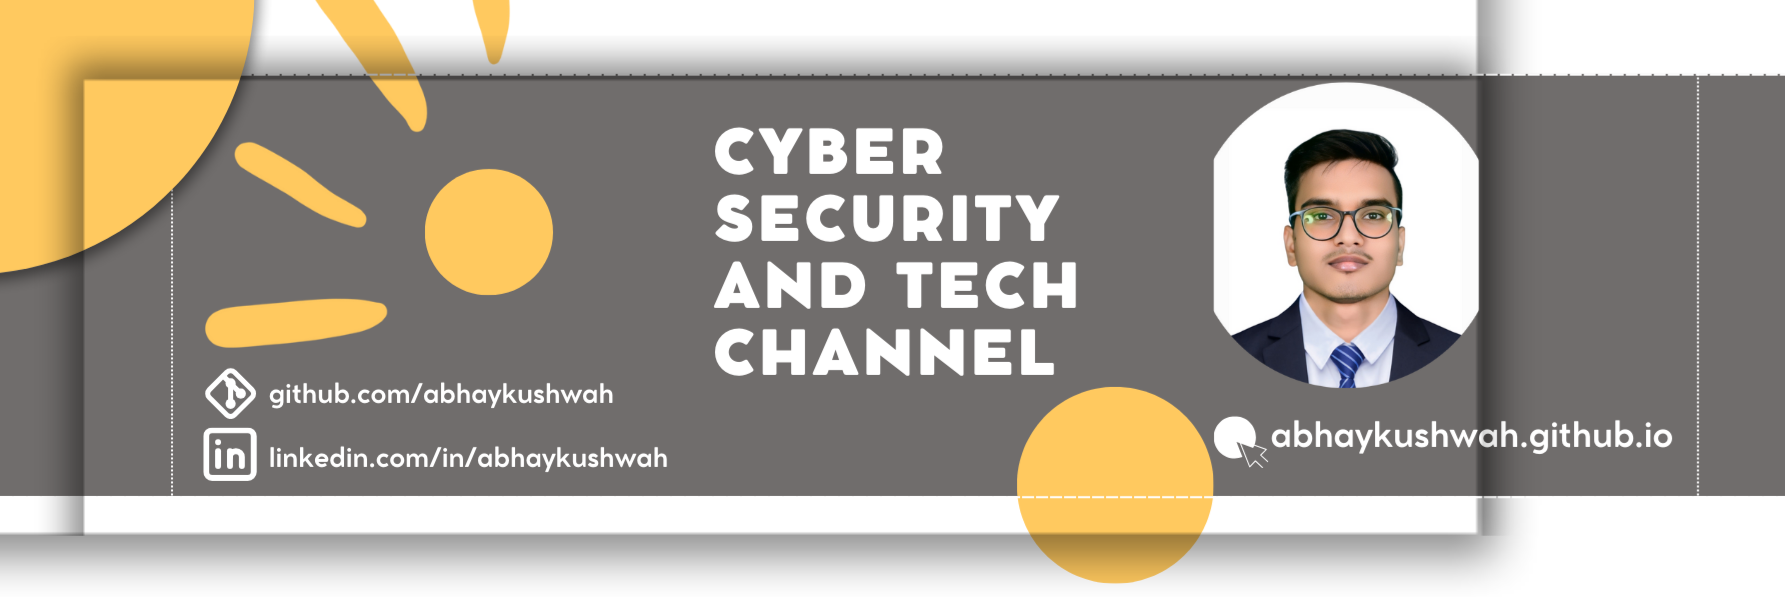 CYBER
SECURITY
AND TECH
CHANNEL
github.com/abhaykushwah
linkedin.com/in/abhaykushwah
abhaykushwah.github.io